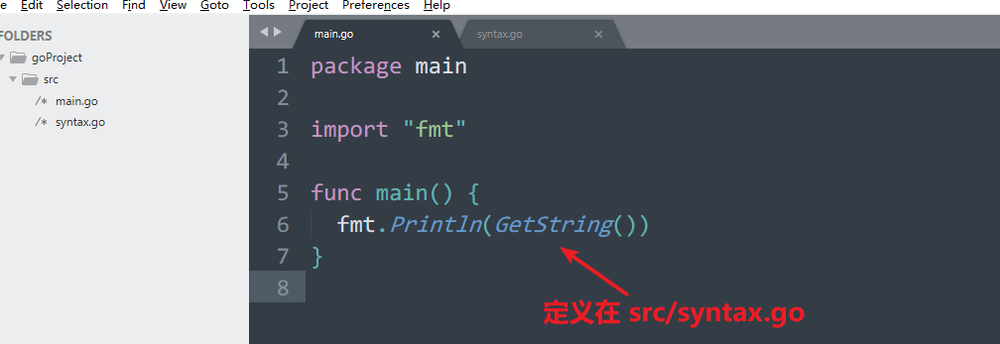 e Edit Selection Find View Goto Tools Project Preferences Help
FOLDERS
goProject
src
/* main.go
/* syntax.go
main.go × syntax.go ×
1 package main
2
3 import "fmt"
4
5 func main() {
6 fmt.Println(GetString())
7 }
8
定义在 src/syntax.go